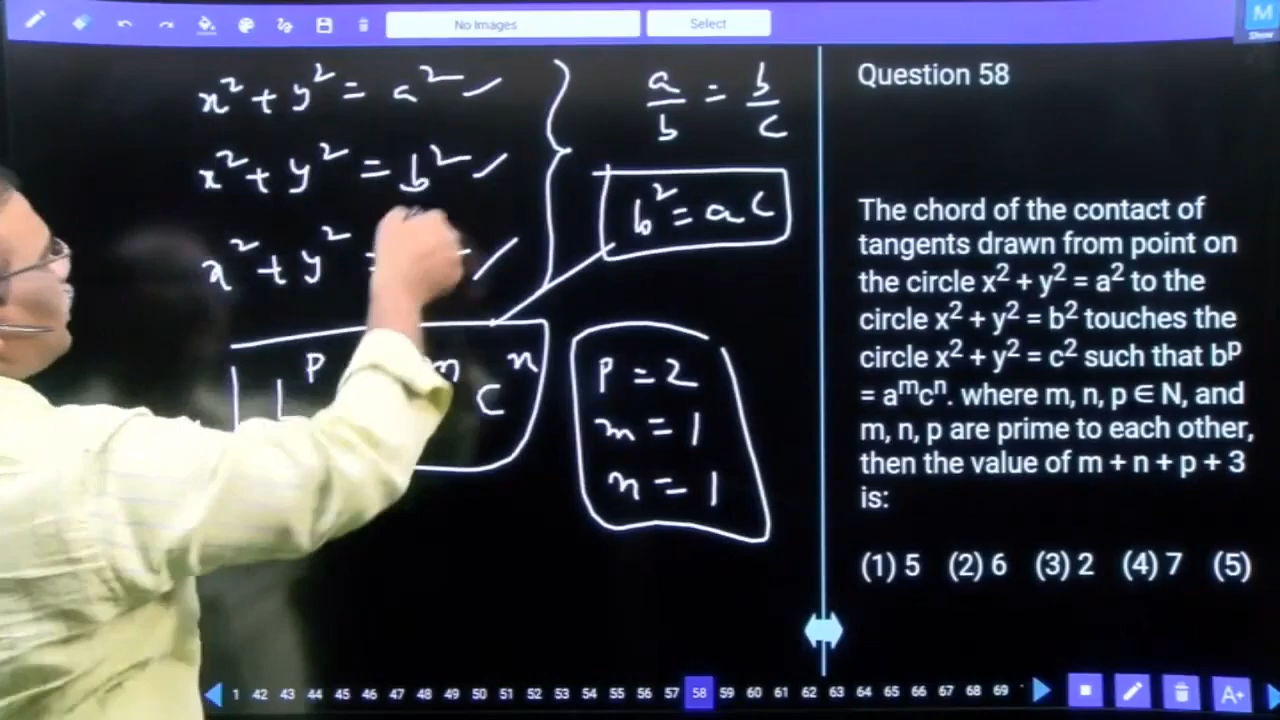 No Images
Select
M
Show
x² + y² = a²
x² + y² = b²
x² + y² =
a/b = b/c
b² = ac
p
m
c^n
p = 2
m = 1
n = 1
Question 58
The chord of the contact of
tangents drawn from point on
the circle x² + y² = a² to the
circle x² + y² = b² touches the
circle x² + y² = c² such that b^p
= a^m c^n. where m, n, p ∈ N, and
m, n, p are prime to each other,
then the value of m + n + p + 3
is:
(1) 5 (2) 6 (3) 2 (4) 7 (5)
1 42 43 44 45 46 47 48 49 50 51 52 53 54 55 56 57 58 59 60 61 62 63 64 65 66 67 68 69
A+